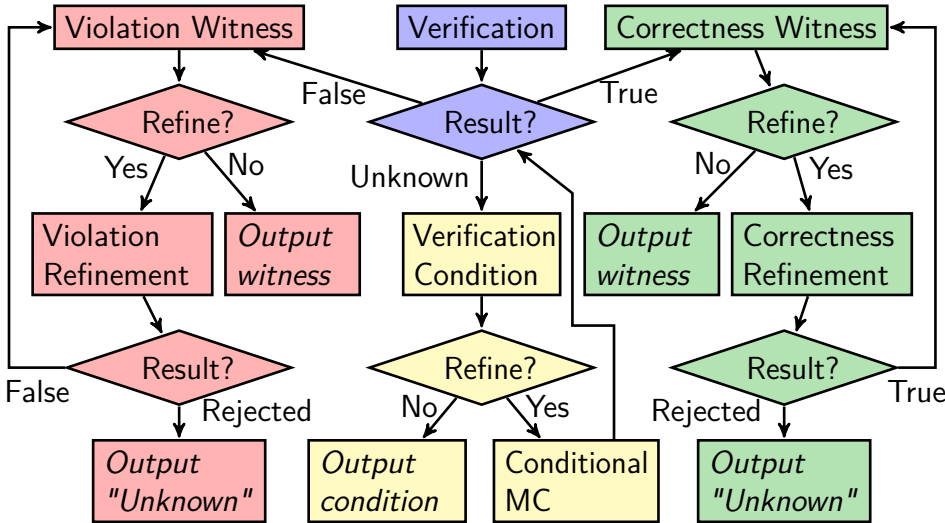 Violation Witness
Verification
Correctness Witness
False
True
Refine?
Result?
Refine?
Yes
No
Unknown
No
Yes
Violation
Refinement
Output
witness
Verification
Condition
Output
witness
Correctness
Refinement
Result?
Refine?
Result?
False
Rejected
No
Yes
Rejected
True
Output
"Unknown"
Output
condition
Conditional
MC
Output
"Unknown"